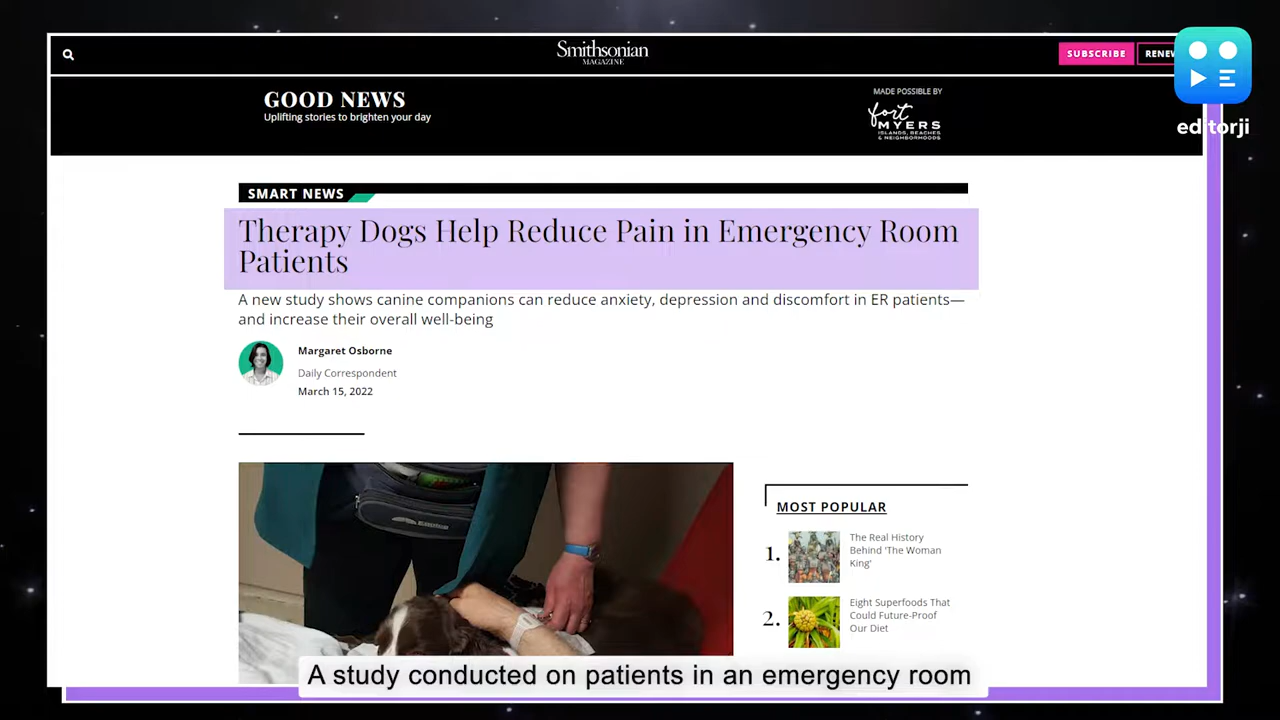 Smithsonian
MAGAZINE
SUBSCRIBE
RENEW
editorji
GOOD NEWS
Uplifting stories to brighten your day
MADE POSSIBLE BY
fort
MYERS
ISLANDS, BEACHES
& NEIGHBORHOODS
SMART NEWS
Therapy Dogs Help Reduce Pain in Emergency Room
Patients
A new study shows canine companions can reduce anxiety, depression and discomfort in ER patients—
and increase their overall well-being
Margaret Osborne
Daily Correspondent
March 15, 2022
MOST POPULAR
1.
The Real History
Behind 'The Woman
King'
2.
Eight Superfoods That
Could Future-Proof
Our Diet
A study conducted on patients in an emergency room